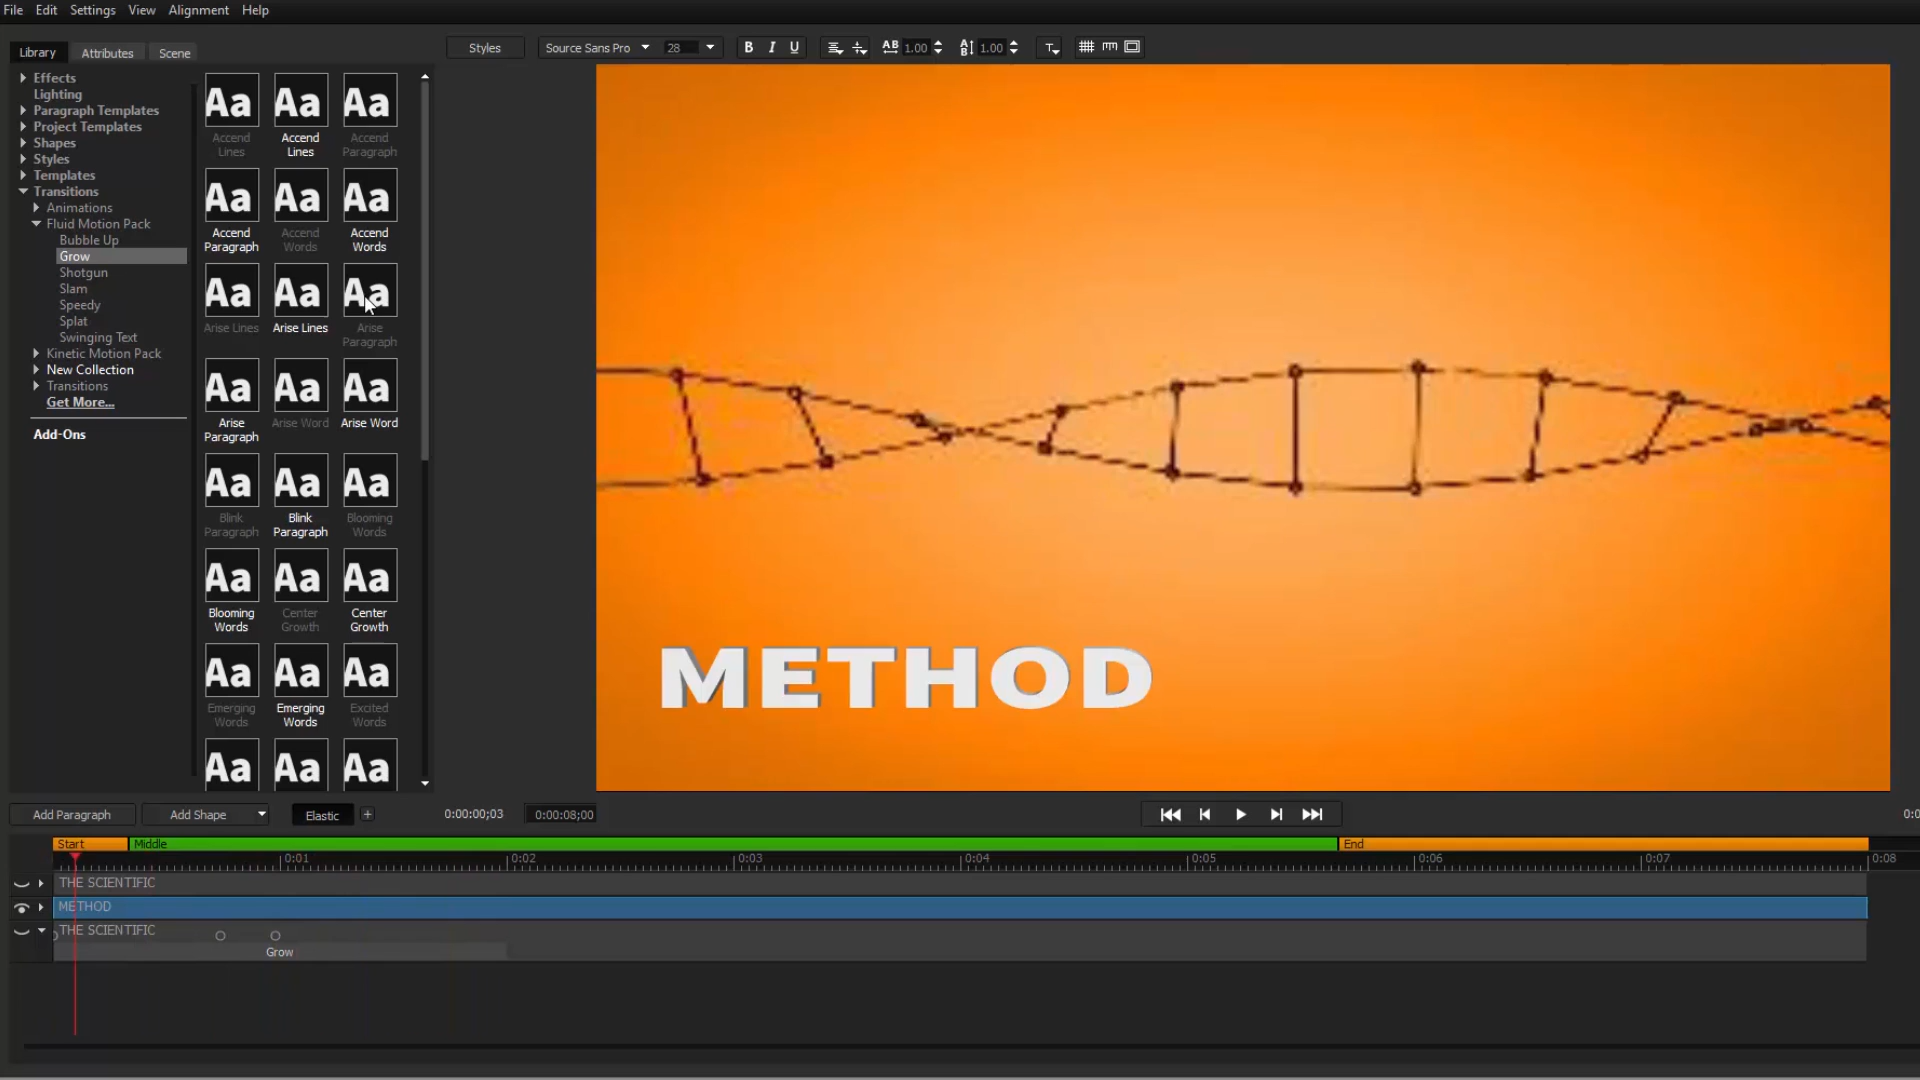 File Edit Settings View Alignment Help
Library Attributes Scene
Styles Source Sans Pro 28 B I U AB 1.00 AB 1.00 T
Effects
Lighting
Paragraph Templates
Project Templates
Shapes
Styles
Templates
Transitions
Animations
Fluid Motion Pack
Bubble Up
Grow
Shotgun
Slam
Speedy
Splat
Swinging Text
Kinetic Motion Pack
New Collection
Transitions
Get More...
Add-Ons
Aa Aa Aa
Accend Lines
Accend Lines
Accend Paragraph
Aa Aa Aa
Accend Paragraph
Accend Words
Accend Words
Aa Aa Aa
Arise Lines
Arise Lines
Arise Paragraph
Aa Aa Aa
Arise Paragraph
Arise Word
Arise Word
Aa Aa Aa
Blink Paragraph
Blink Paragraph
Blooming Words
Aa Aa Aa
Blooming Words
Center Growth
Center Growth
Aa Aa Aa
Emerging Words
Emerging Words
Excited Words
Aa Aa Aa
METHOD
Add Paragraph Add Shape Elastic + 0:00:00;03 0:00:08;00 0:0
Start Middle End
0:01 0:02 0:03 0:04 0:05 0:06 0:07 0:08
THE SCIENTIFIC
METHOD
THE SCIENTIFIC
Grow